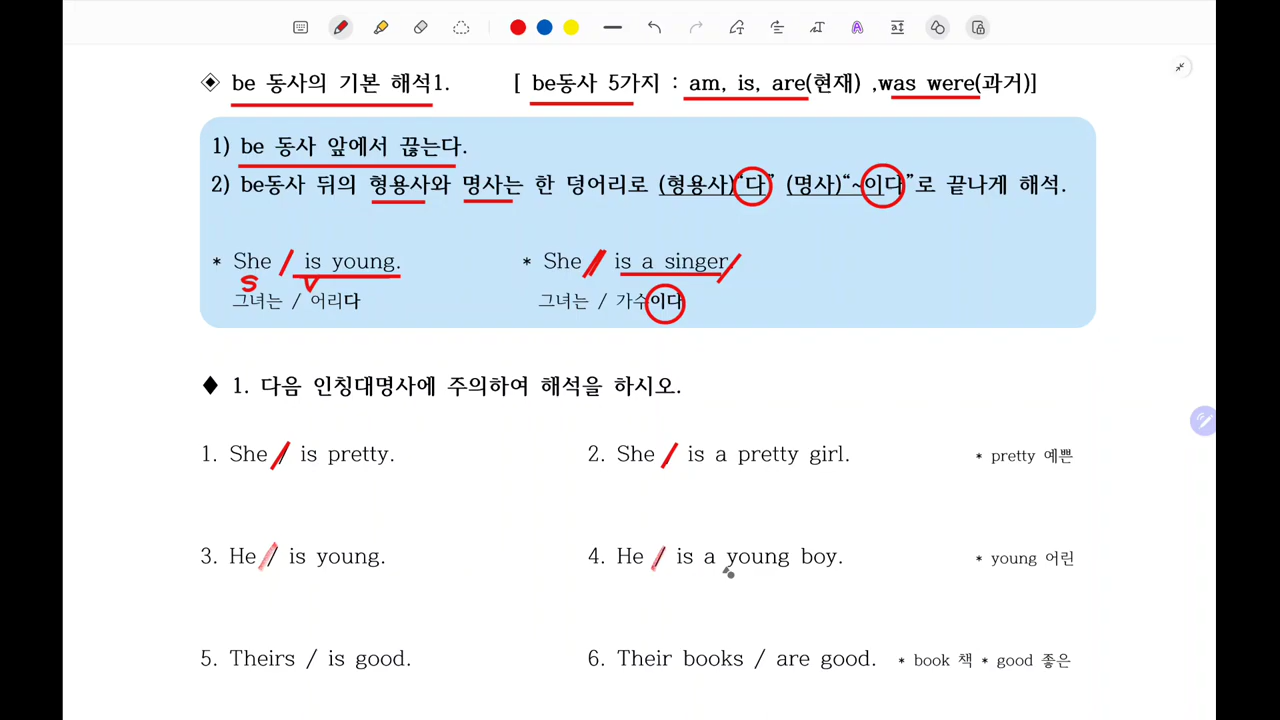 ◈ be 동사의 기본 해석1. [ be동사 5가지 : am, is, are(현재) ,was were(과거)]
1) be 동사 앞에서 끊는다.
2) be동사 뒤의 형용사와 명사는 한 덩어리로 (형용사)“다” (명사)“~이다”로 끝나게 해석.
* She / is young. * She / is a singer/
S V
그녀는 / 어리다 그녀는 / 가수이다
◆ 1. 다음 인칭대명사에 주의하여 해석을 하시오.
1. She / is pretty. 2. She / is a pretty girl. * pretty 예쁜
3. He / is young. 4. He / is a young boy. * young 어린
5. Theirs / is good. 6. Their books / are good. * book 책 * good 좋은